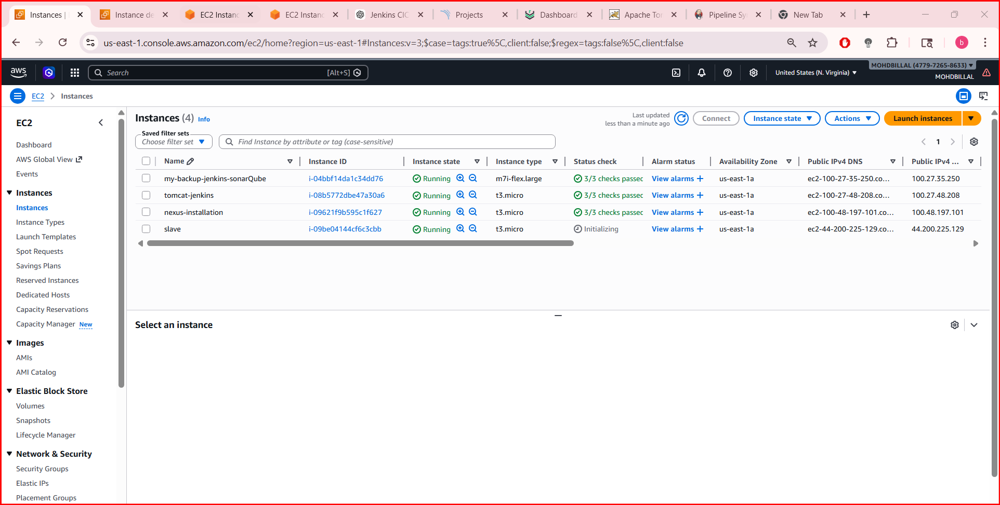 Instances |
Instance de
EC2 Instanc
EC2 Instanc
Jenkins CIC
Projects
Dashboard
Apache Tor
Pipeline Sy
New Tab
us-east-1.console.aws.amazon.com/ec2/home?region=us-east-1#Instances:v=3;$case=tags:true%5C,client:false;$regex=tags:false%5C,client:false
b
aws
Search
[Alt+S]
United States (N. Virginia)
MOHDBILLAL (4779-7265-8633)
MOHDBILLAL
EC2
Instances
EC2
Dashboard
AWS Global View
Events
Instances
Instances
Instance Types
Launch Templates
Spot Requests
Savings Plans
Reserved Instances
Dedicated Hosts
Capacity Reservations
Capacity Manager New
Images
AMIs
AMI Catalog
Elastic Block Store
Volumes
Snapshots
Lifecycle Manager
Network & Security
Security Groups
Elastic IPs
Placement Groups
Instances (4) Info
Last updated
less than a minute ago
Connect
Instance state
Actions
Launch instances
Saved filter sets
Choose filter set
Find Instance by attribute or tag (case-sensitive)
1
Name Instance ID Instance state Instance type Status check Alarm status Availability Zone Public IPv4 DNS Public IPv4 ...
my-backup-jenkins-sonarQube i-04bbf14da1c34dd76 Running m7i-flex.large 3/3 checks passed View alarms + us-east-1a ec2-100-27-35-250.co... 100.27.35.250
tomcat-jenkins i-08b5772dbe47a30a6 Running t3.micro 3/3 checks passed View alarms + us-east-1a ec2-100-27-48-208.co... 100.27.48.208
nexus-installation i-09621f9b595c1f627 Running t3.micro 3/3 checks passed View alarms + us-east-1a ec2-100-48-197-101.co... 100.48.197.101
slave i-09be04144cf6c3cbb Running t3.micro Initializing View alarms + us-east-1a ec2-44-200-225-129.co... 44.200.225.129
Select an instance